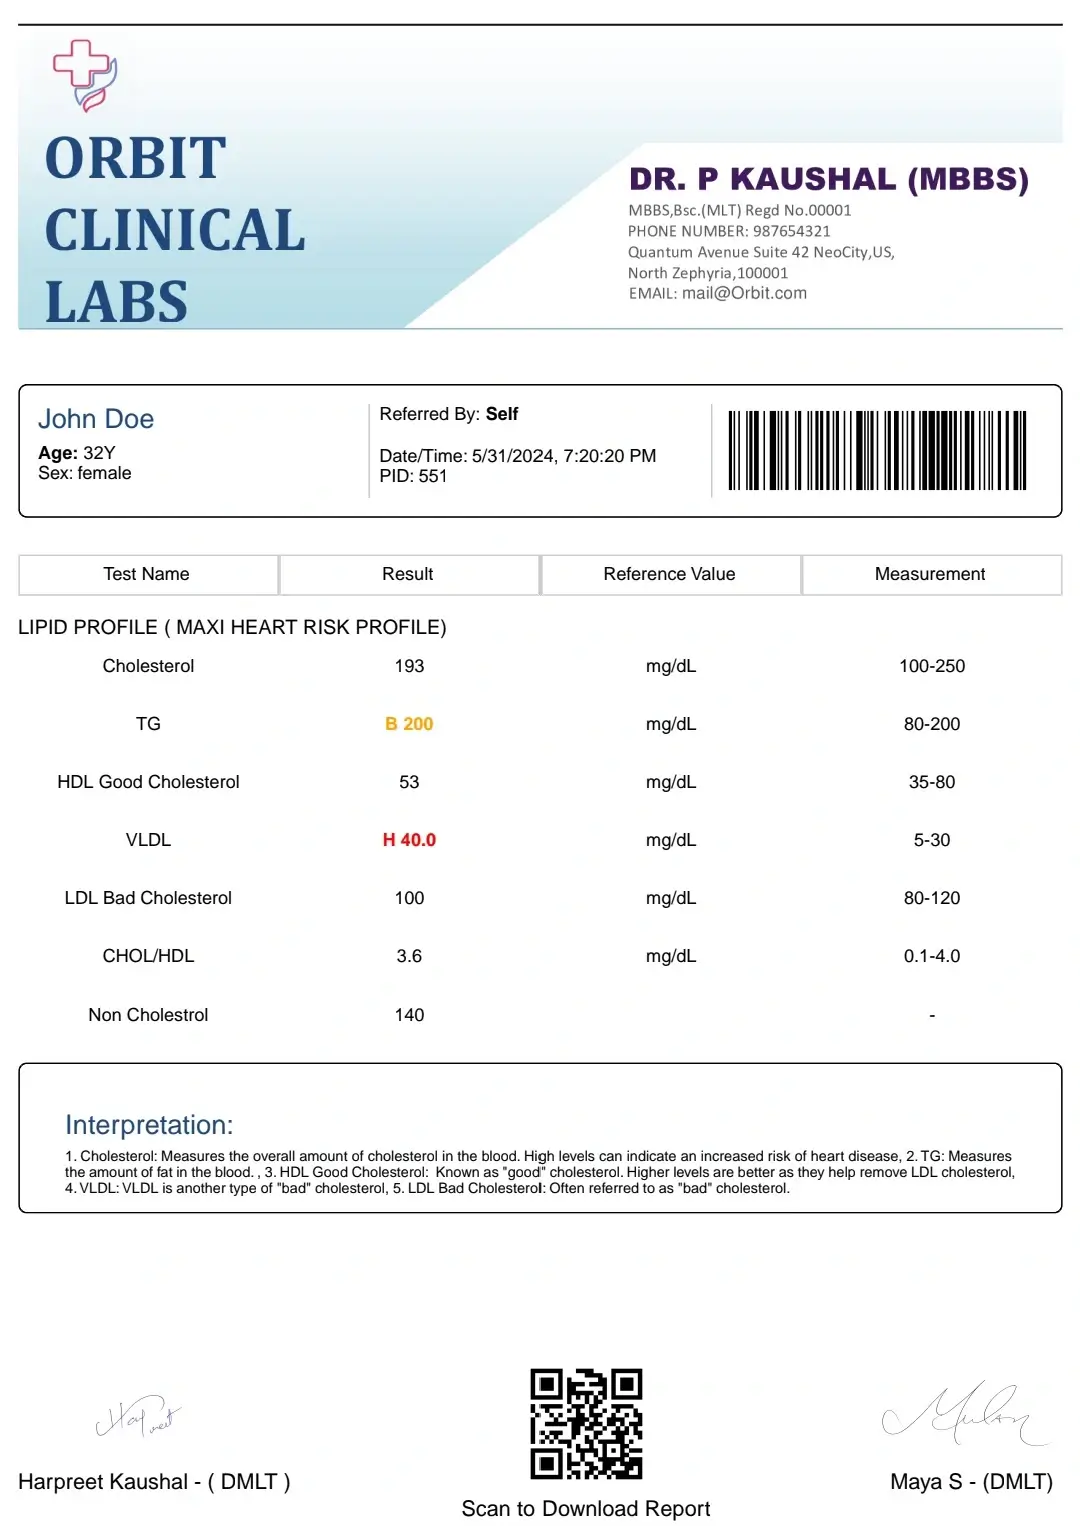 ORBIT
CLINICAL
LABS
DR. P KAUSHAL (MBBS)
MBBS,Bsc.(MLT) Regd No.00001
PHONE NUMBER: 987654321
Quantum Avenue Suite 42 NeoCity,US,
North Zephyria,100001
EMAIL: mail@Orbit.com
John Doe
Age: 32Y
Sex: female
Referred By: Self
Date/Time: 5/31/2024, 7:20:20 PM
PID: 551
Test Name Result Reference Value Measurement
LIPID PROFILE ( MAXI HEART RISK PROFILE)
Cholesterol 193 mg/dL 100-250
TG B 200 mg/dL 80-200
HDL Good Cholesterol 53 mg/dL 35-80
VLDL H 40.0 mg/dL 5-30
LDL Bad Cholesterol 100 mg/dL 80-120
CHOL/HDL 3.6 mg/dL 0.1-4.0
Non Cholestrol 140 -
Interpretation:
1. Cholesterol: Measures the overall amount of cholesterol in the blood. High levels can indicate an increased risk of heart disease, 2. TG: Measures
the amount of fat in the blood. , 3. HDL Good Cholesterol: Known as "good" cholesterol. Higher levels are better as they help remove LDL cholesterol,
4. VLDL: VLDL is another type of "bad" cholesterol, 5. LDL Bad Cholesterol: Often referred to as "bad" cholesterol.
Harpreet Kaushal - ( DMLT )
Scan to Download Report
Maya S - (DMLT)